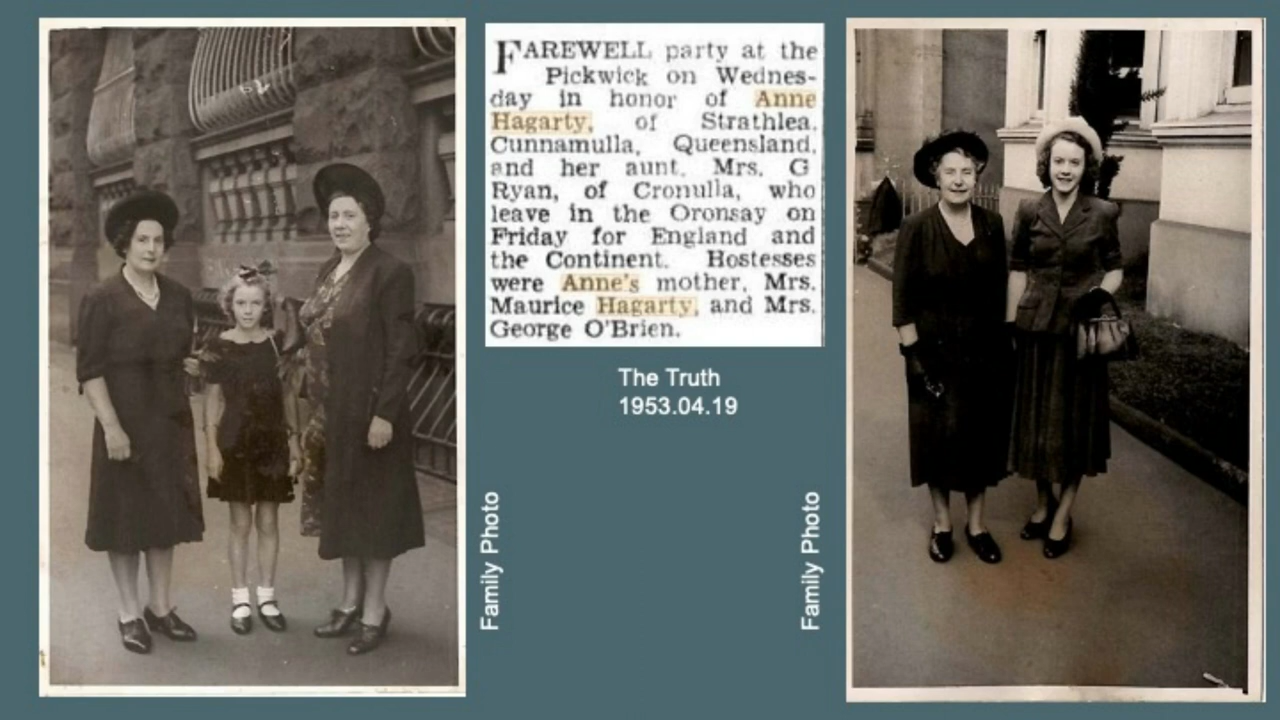 FAREWELL party at the
Pickwick on Wednes-
day in honor of Anne
Hagarty, of Strathlea,
Cunnamulla, Queensland,
and her aunt, Mrs. G
Ryan, of Cronulla, who
leave in the Oronsay on
Friday for England and
the Continent. Hostesses
were Anne's mother, Mrs.
Maurice Hagarty, and Mrs.
George O'Brien.
The Truth
1953.04.19
Family Photo
Family Photo